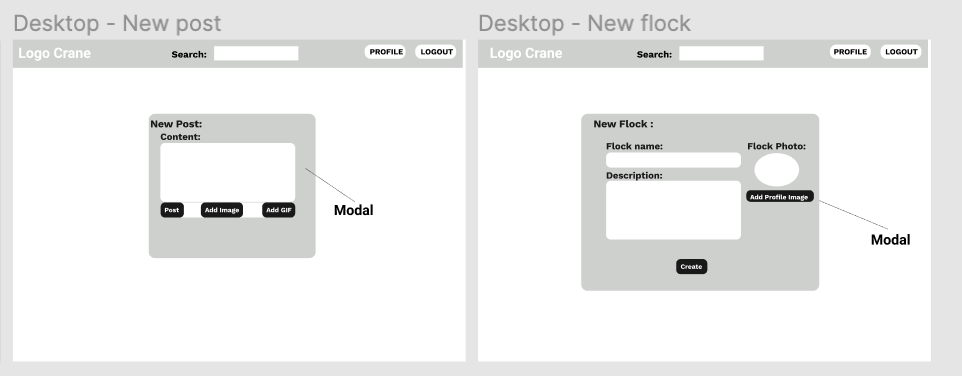 Desktop - New post
Logo Crane
Search:
PROFILE
LOGOUT
New Post:
Content:
Post
Add Image
Add GIF
Modal
Desktop - New flock
Logo Crane
Search:
PROFILE
LOGOUT
New Flock :
Flock name:
Flock Photo:
Description:
Add Profile Image
Create
Modal